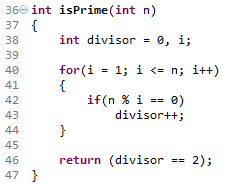 36 int isPrime(int n)
37 {
38     int divisor = 0, i;
39
40     for(i = 1; i <= n; i++)
41     {
42         if(n % i == 0)
43             divisor++;
44     }
45
46     return (divisor == 2);
47 }